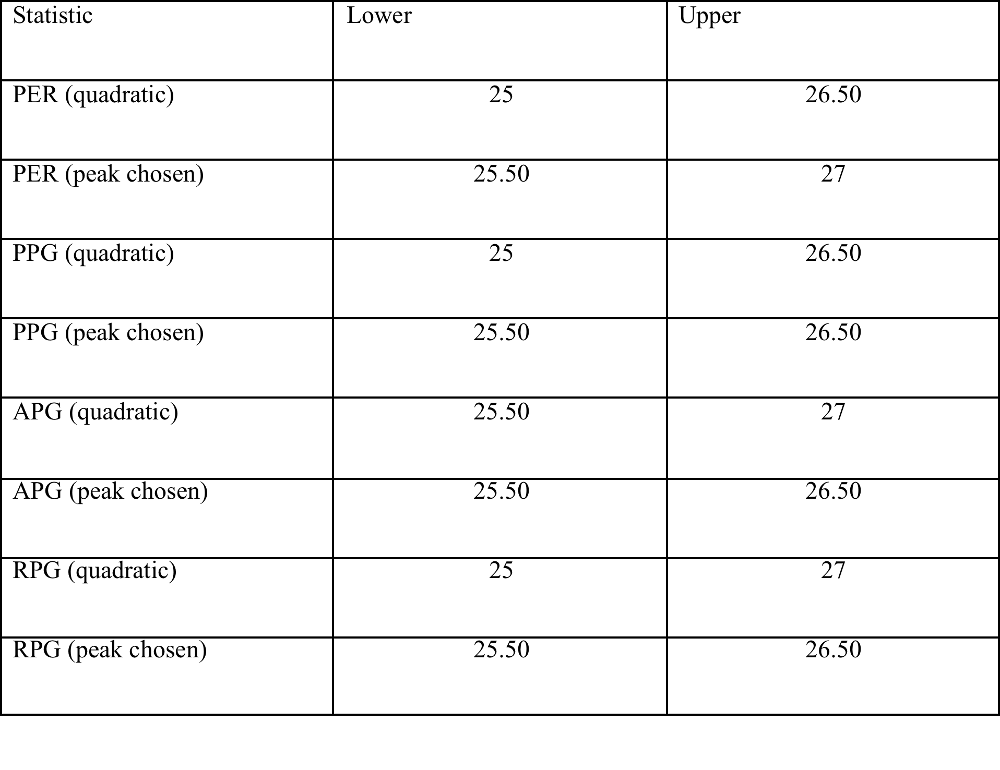 Statistic Lower Upper
PER (quadratic) 25 26.50
PER (peak chosen) 25.50 27
PPG (quadratic) 25 26.50
PPG (peak chosen) 25.50 26.50
APG (quadratic) 25.50 27
APG (peak chosen) 25.50 26.50
RPG (quadratic) 25 27
RPG (peak chosen) 25.50 26.50